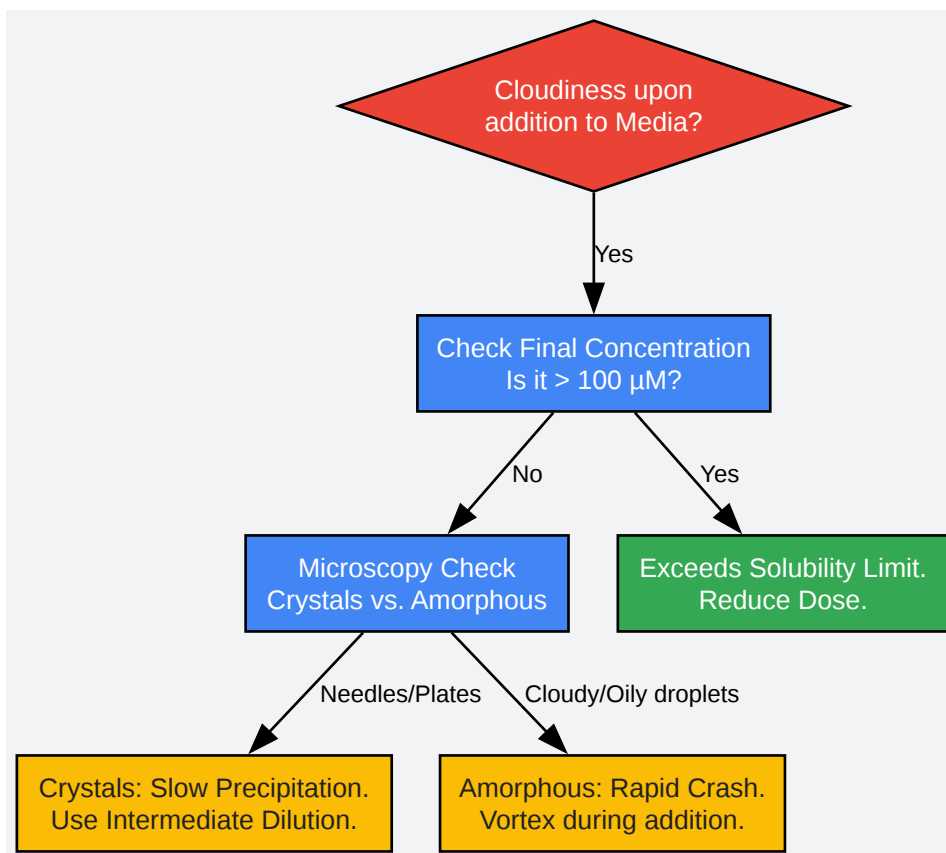 Cloudiness upon
addition to Media?
Yes
Check Final Concentration
Is it > 100 µM?
No
Yes
Microscopy Check
Crystals vs. Amorphous
Exceeds Solubility Limit.
Reduce Dose.
Needles/Plates
Cloudy/Oily droplets
Crystals: Slow Precipitation.
Use Intermediate Dilution.
Amorphous: Rapid Crash.
Vortex during addition.